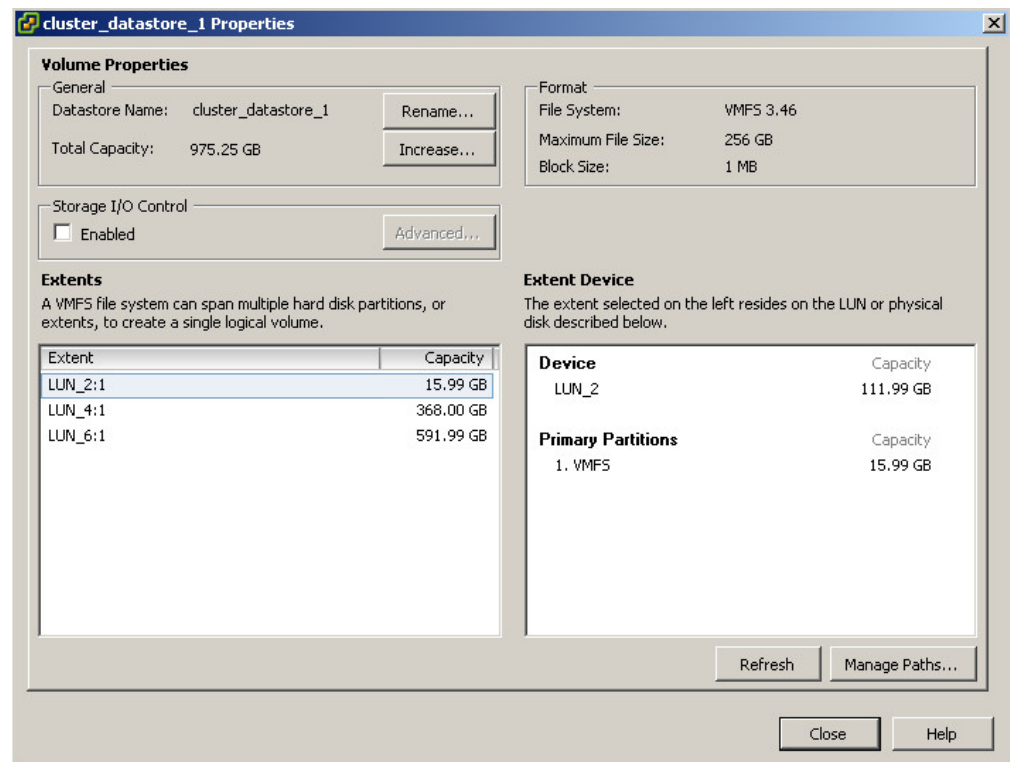 cluster_datastore_1 Properties
Volume Properties
General
Datastore Name: cluster_datastore_1 Rename...
Total Capacity: 975.25 GB Increase...
Format
File System: VMFS 3.46
Maximum File Size: 256 GB
Block Size: 1 MB
Storage I/O Control
Enabled Advanced...
Extents
A VMFS file system can span multiple hard disk partitions, or
extents, to create a single logical volume.
Extent Capacity
LUN_2:1 15.99 GB
LUN_4:1 368.00 GB
LUN_6:1 591.99 GB
Extent Device
The extent selected on the left resides on the LUN or physical
disk described below.
Device Capacity
LUN_2 111.99 GB
Primary Partitions Capacity
1. VMFS 15.99 GB
Refresh Manage Paths...
Close Help